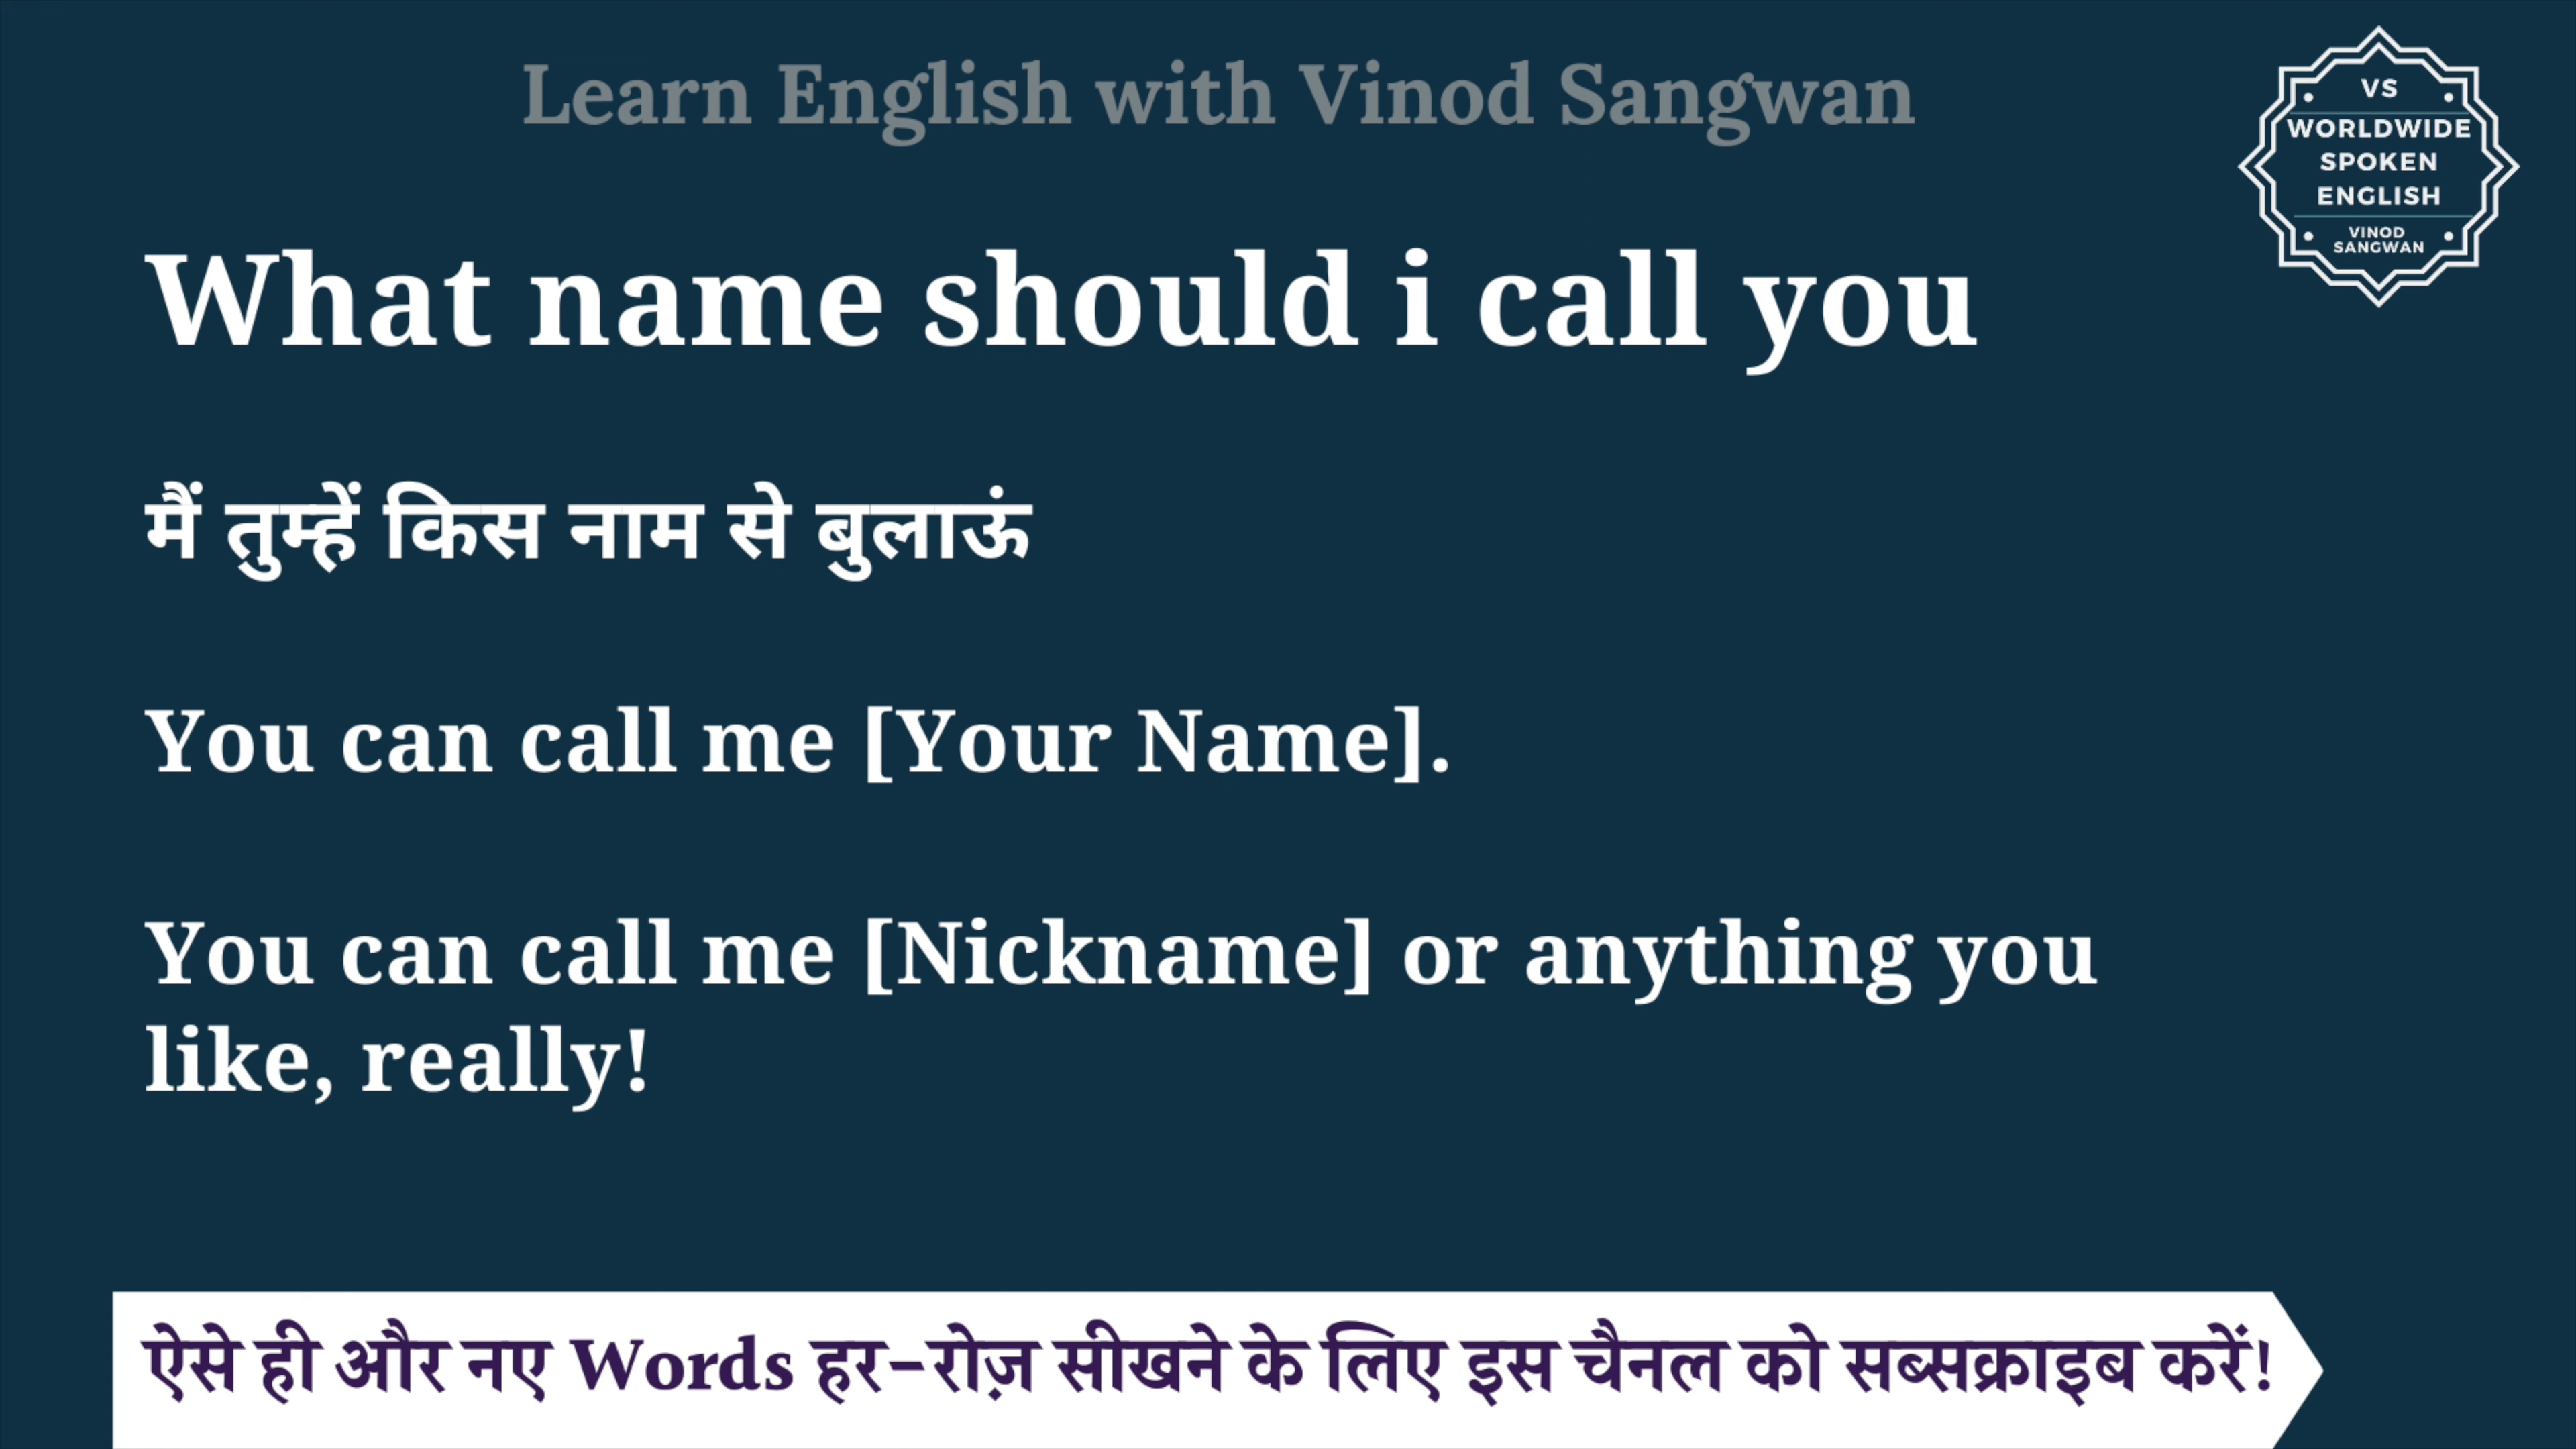 Learn English with Vinod Sangwan
VS
WORLDWIDE
SPOKEN
ENGLISH
VINOD
SANGWAN
What name should i call you
मैं तुम्हें किस नाम से बुलाऊं
You can call me [Your Name].
You can call me [Nickname] or anything you
like, really!
ऐसे ही और नए Words हर-रोज़ सीखने के लिए इस चैनल को सब्सक्राइब करें!